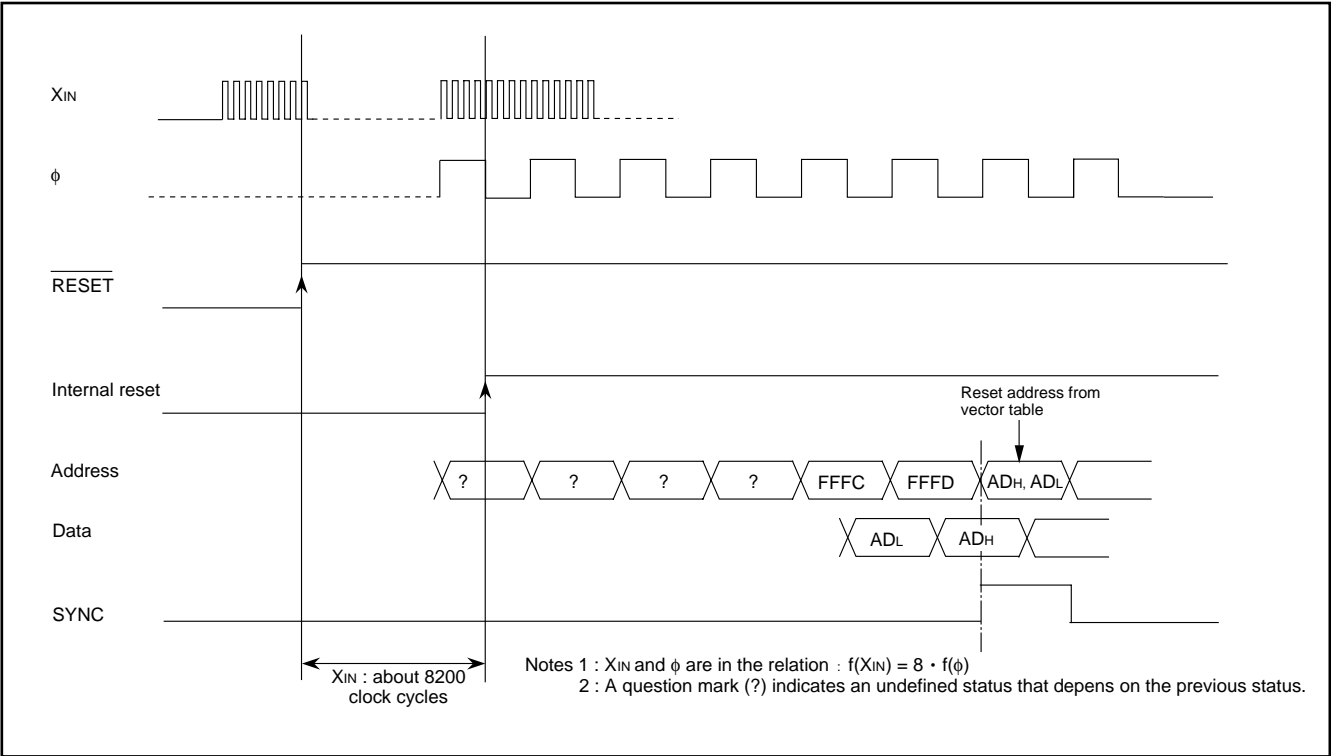 XIN
ϕ
RESET
Internal reset
Reset address from
vector table
Address
? ? ? ? FFFC FFFD ADH, ADL
Data
ADL ADH
SYNC
XIN : about 8200
clock cycles
Notes 1 : XIN and ϕ are in the relation : f(XIN) = 8 · f(ϕ)
2 : A question mark (?) indicates an undefined status that depens on the previous status.